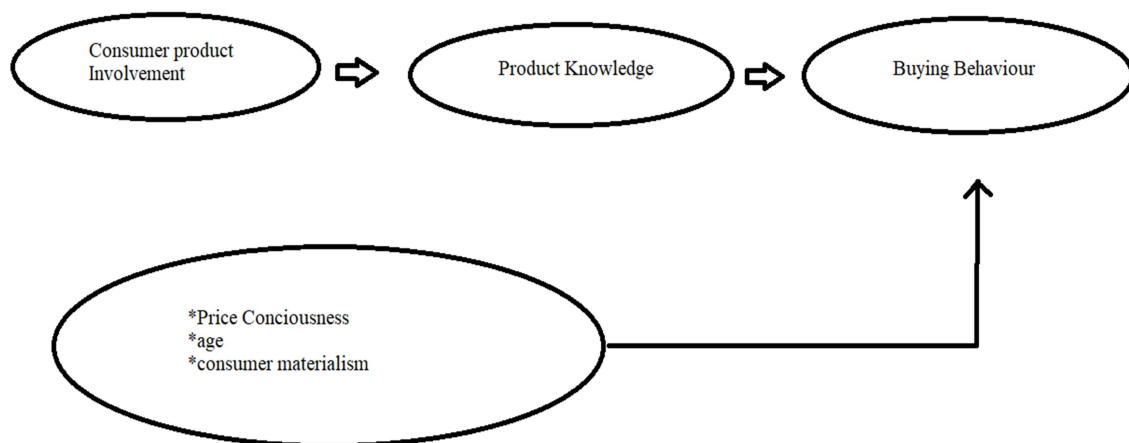 Consumer product
Involvement
Product Knowledge
Buying Behaviour
*Price Conciousness
*age
*consumer materialism